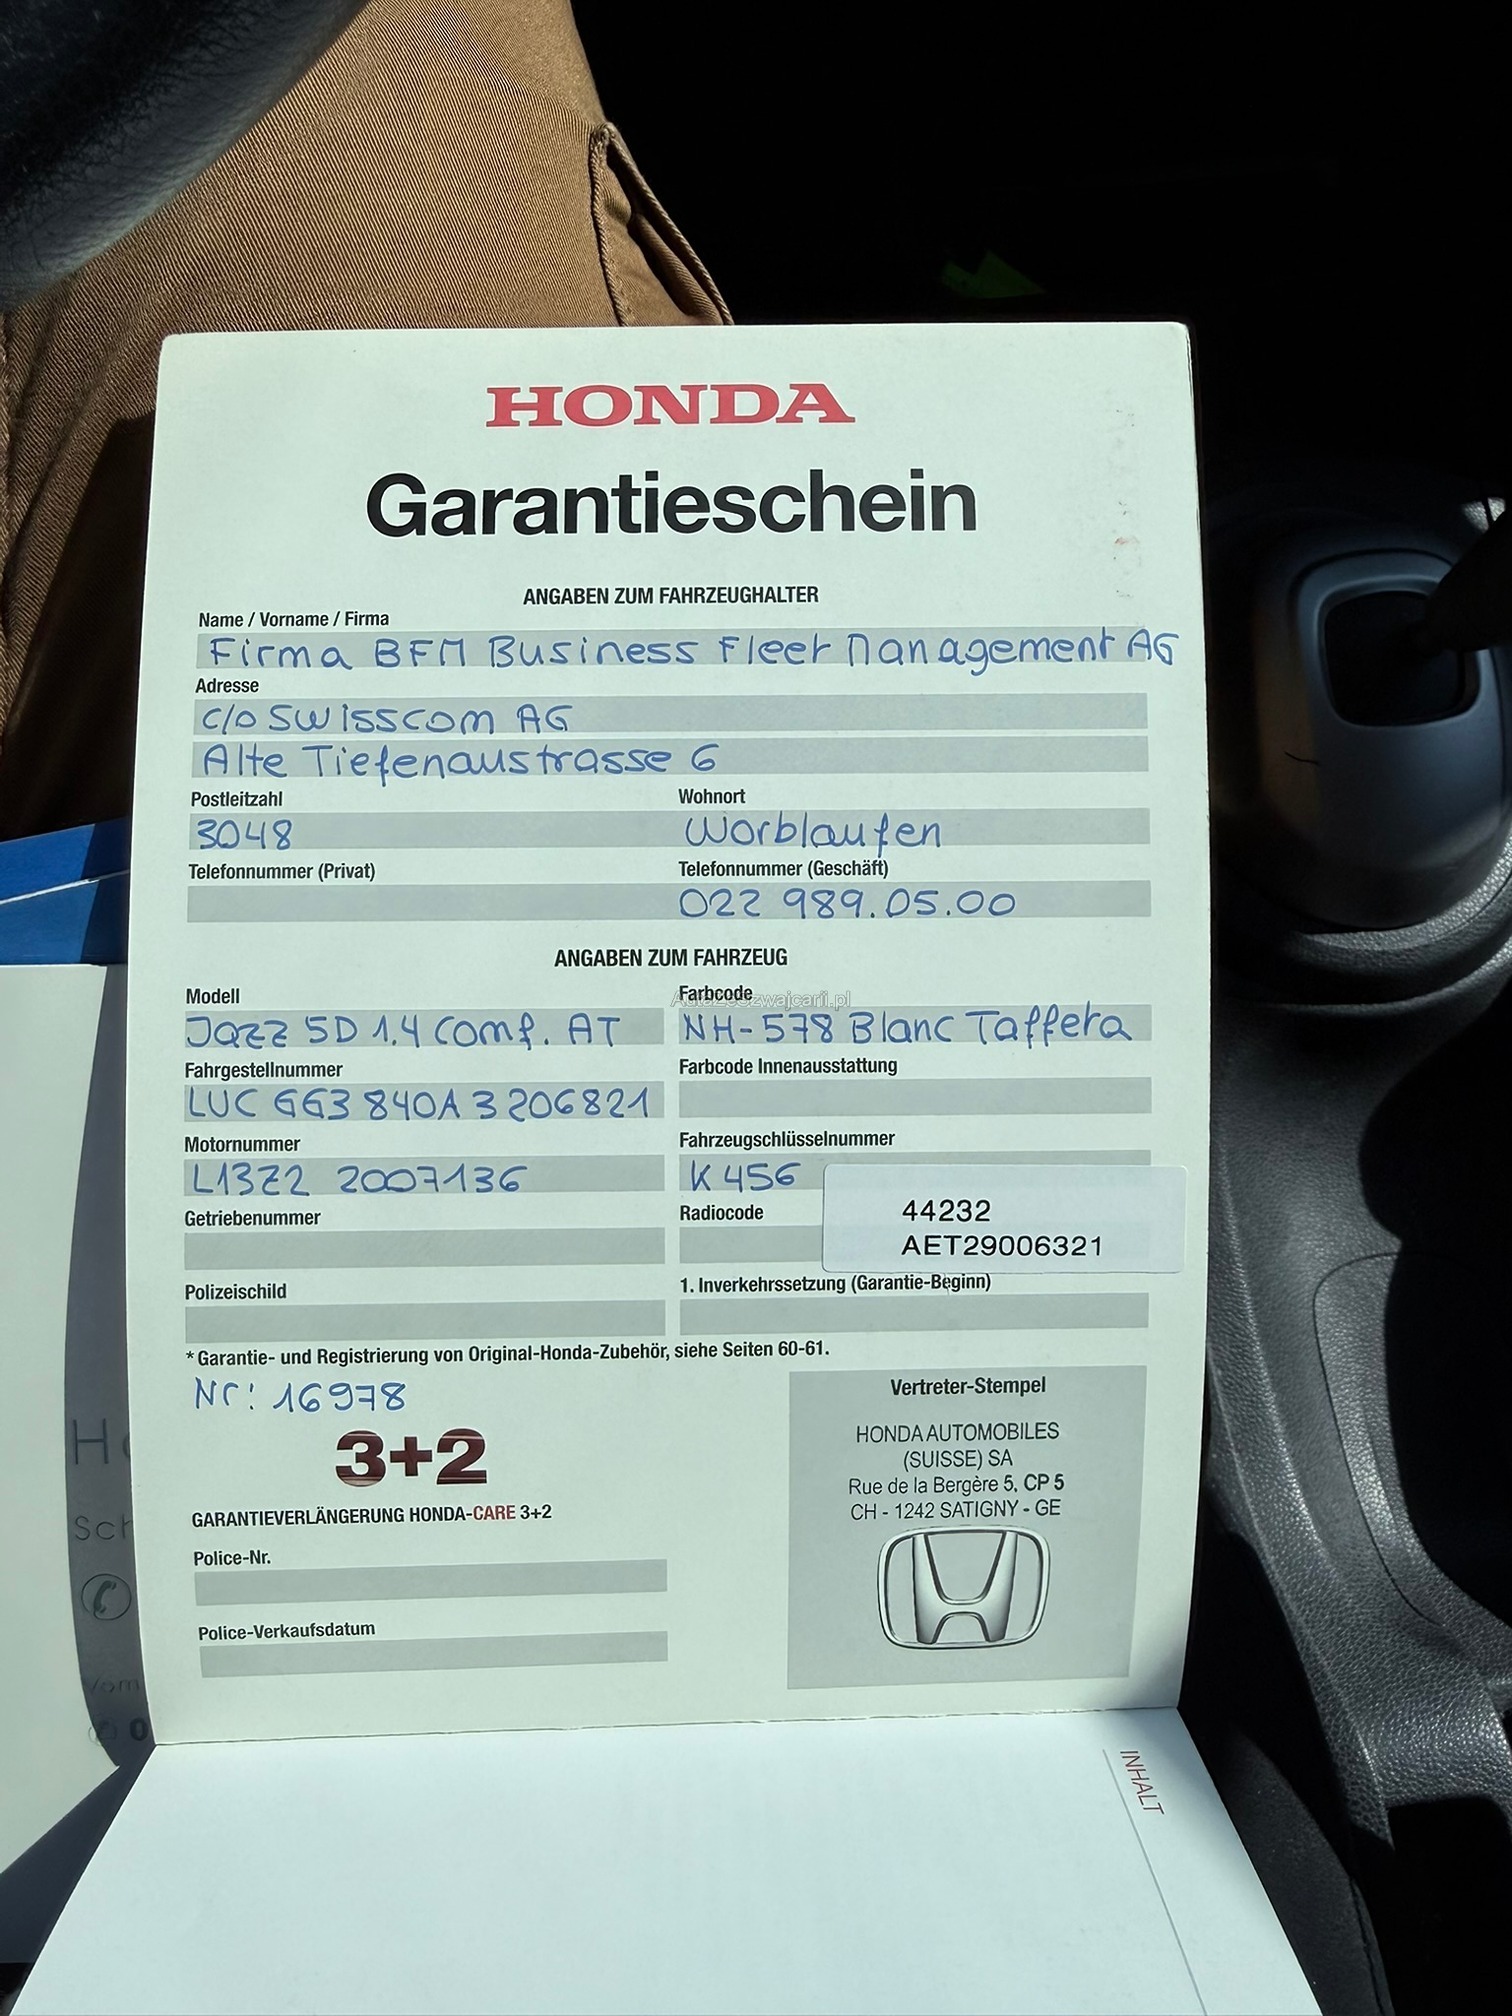 HONDA
Garantieschein
ANGABEN ZUM FAHRZEUGHALTER
Name / Vorname / Firma
Firma BFM Business Fleet Management AG
Adresse
c/o Swisscom AG
Alte Tiefenaustrasse 6
Postleitzahl Wohnort
3048 Worblaufen
Telefonnummer (Privat) Telefonnummer (Geschäft)
022 989.05.00
ANGABEN ZUM FAHRZEUG
Modell Farbcode
AutaZeSzwajcarii.pl
Jazz 5D 1.4 Comf. AT NH-578 Blanc Taffeta
Fahrgestellnummer Farbcode Innenausstattung
LUC GG3 840A 3206821
Motornummer Fahrzeugschlüsselnummer
L13Z2 2007136 K 456
Getriebenummer Radiocode
44232
AET29006321
Polizeischild 1. Inverkehrssetzung (Garantie-Beginn)
* Garantie- und Registrierung von Original-Honda-Zubehör, siehe Seiten 60-61.
Nr: 16978
3+2
GARANTIEVERLÄNGERUNG HONDA-CARE 3+2
Police-Nr.
Police-Verkaufsdatum
Vertreter-Stempel
HONDA AUTOMOBILES
(SUISSE) SA
Rue de la Bergère 5, CP 5
CH - 1242 SATIGNY - GE
INHALT